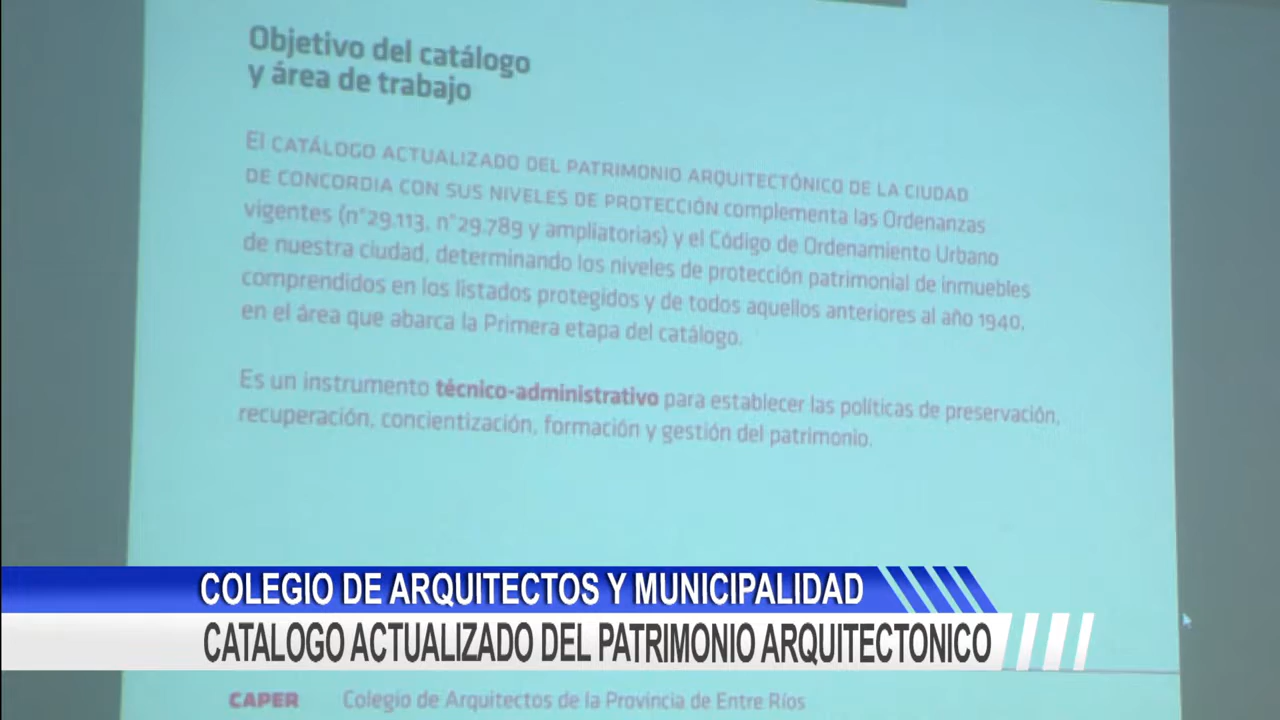 Objetivo del catálogo
y área de trabajo
El CATÁLOGO ACTUALIZADO DEL PATRIMONIO ARQUITECTÓNICO DE LA CIUDAD
DE CONCORDIA CON SUS NIVELES DE PROTECCIÓN complementa las Ordenanzas
vigentes (n°29.113, n°29.789 y ampliatorias) y el Código de Ordenamiento Urbano
de nuestra ciudad, determinando los niveles de protección patrimonial de inmuebles
comprendidos en los listados protegidos y de todos aquellos anteriores al año 1940,
en el área que abarca la Primera etapa del catálogo.
Es un instrumento técnico-administrativo para establecer las políticas de preservación,
recuperación, concientización, formación y gestión del patrimonio.
COLEGIO DE ARQUITECTOS Y MUNICIPALIDAD
CATALOGO ACTUALIZADO DEL PATRIMONIO ARQUITECTONICO
CAPER Colegio de Arquitectos de la Provincia de Entre Ríos